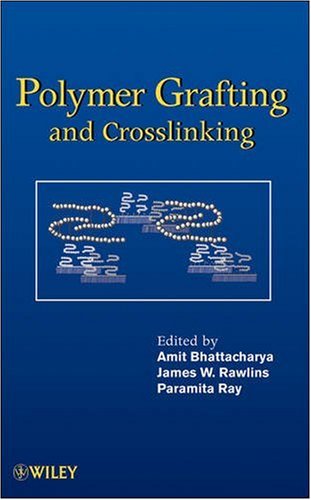 Polymer Grafting
and Crosslinking
Edited by
Amit Bhattacharya
James W. Rawlins
Paramita Ray
WILEY